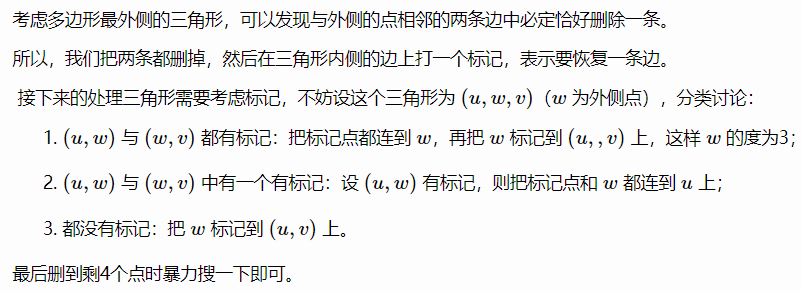 考虑多边形最外侧的三角形，可以发现与外侧的点相邻的两条边中必定恰好删除一条。
所以，我们把两条都删掉，然后在三角形内侧的边上打一个标记，表示要恢复一条边。
接下来的处理三角形需要考虑标记，不妨设这个三角形为 (u, w, v)（w 为外侧点），分类讨论：
1. (u, w) 与 (w, v) 都有标记：把标记点都连到 w，再把 w 标记到 (u, , v) 上，这样 w 的度为3；
2. (u, w) 与 (w, v) 中有一个有标记：设 (u, w) 有标记，则把标记点和 w 都连到 u 上；
3. 都没有标记：把 w 标记到 (u, v) 上。
最后删到剩4个点时暴力搜一下即可。